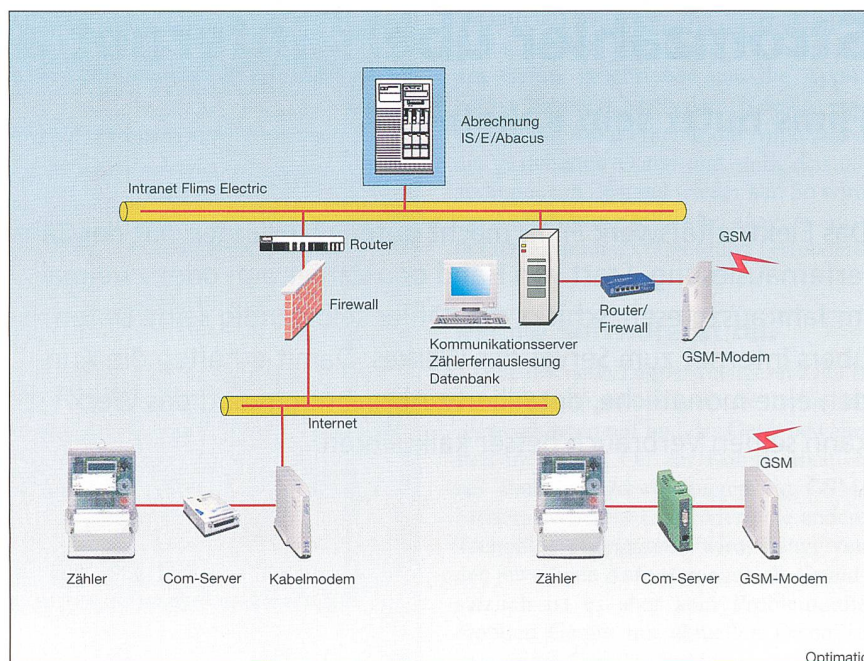 Abrechnung
IS/E/Abacus
Intranet Flims Electric
Router
GSM
Firewall
Router/
Firewall
Kommunikationsserver
Zählerfernauslesung
Datenbank
GSM-Modem
Internet
GSM
Zähler
Com-Server
Kabelmodem
Zähler
Com-Server
GSM-Modem